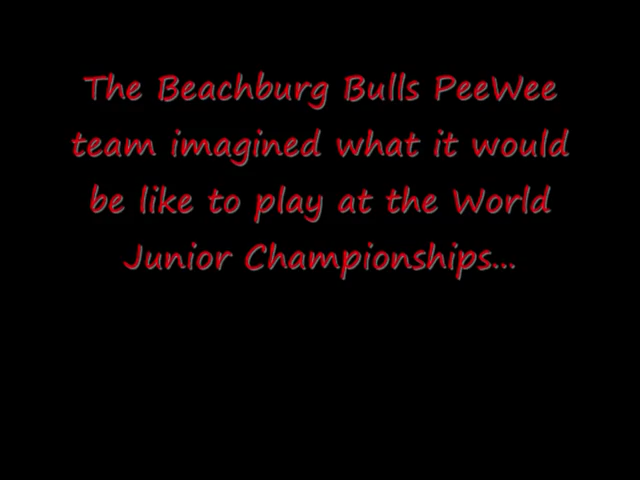 The Beachburg Bulls PeeWee
team imagined what it would
be like to play at the World
Junior Championships...